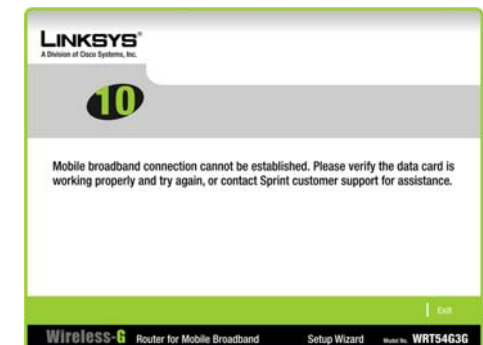 LINKSYS®
A Division of Cisco Systems, Inc.
10
Mobile broadband connection cannot be established. Please verify the data card is
working properly and try again, or contact Sprint customer support for assistance.
Exit
Wireless-G Router for Mobile Broadband Setup Wizard Model No. WRT54G3G